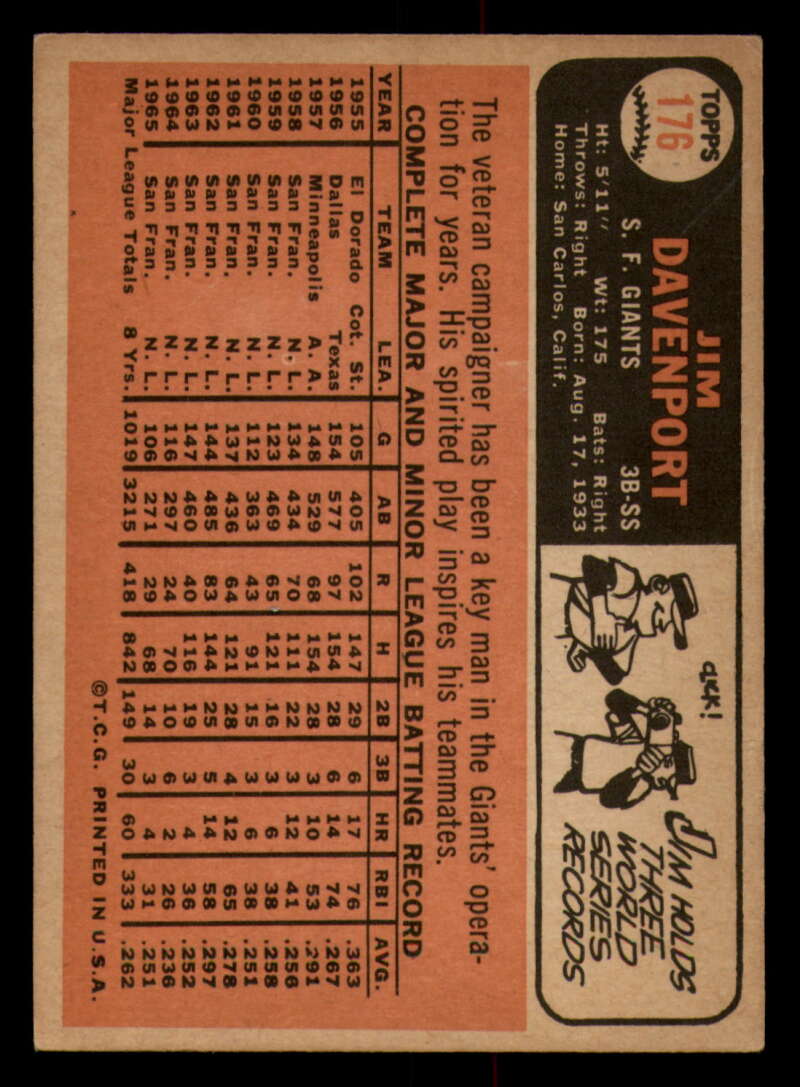 TOPPS
176
JIM
DAVENPORT
S. F. GIANTS 3B-SS
Ht: 5'11" Wt: 175 Bats: Right
Throws: Right Born: Aug. 17, 1933
Home: San Carlos, Calif.
CLICK!
JIM HOLDS
THREE
WORLD
SERIES
RECORDS
The veteran campaigner has been a key man in the Giants' opera-
tion for years. His spirited play inspires his teammates.
COMPLETE MAJOR AND MINOR LEAGUE BATTING RECORD
YEAR TEAM LEA. G AB R H 2B 3B HR RBI AVG.
1955 El Dorado Cot. St. 105 405 102 147 29 6 17 76 .363
1956 Dallas Texas 154 577 97 154 28 6 14 74 .267
1957 Minneapolis A. A. 148 529 68 154 28 3 10 53 .291
1958 San Fran. N. L. 134 434 70 111 22 3 12 41 .256
1959 San Fran. N. L. 123 469 65 121 16 3 6 38 .258
1960 San Fran. N. L. 112 363 43 91 15 3 6 38 .251
1961 San Fran. N. L. 137 436 64 121 28 4 12 65 .278
1962 San Fran. N. L. 144 485 83 144 25 5 14 58 .297
1963 San Fran. N. L. 147 460 40 116 19 3 4 36 .252
1964 San Fran. N. L. 116 297 24 70 10 6 2 26 .236
1965 San Fran. N. L. 106 271 29 68 14 3 4 31 .251
Major League Totals 8 Yrs. 1019 3215 418 842 149 30 60 333 .262
©T.C.G. PRINTED IN U.S.A.